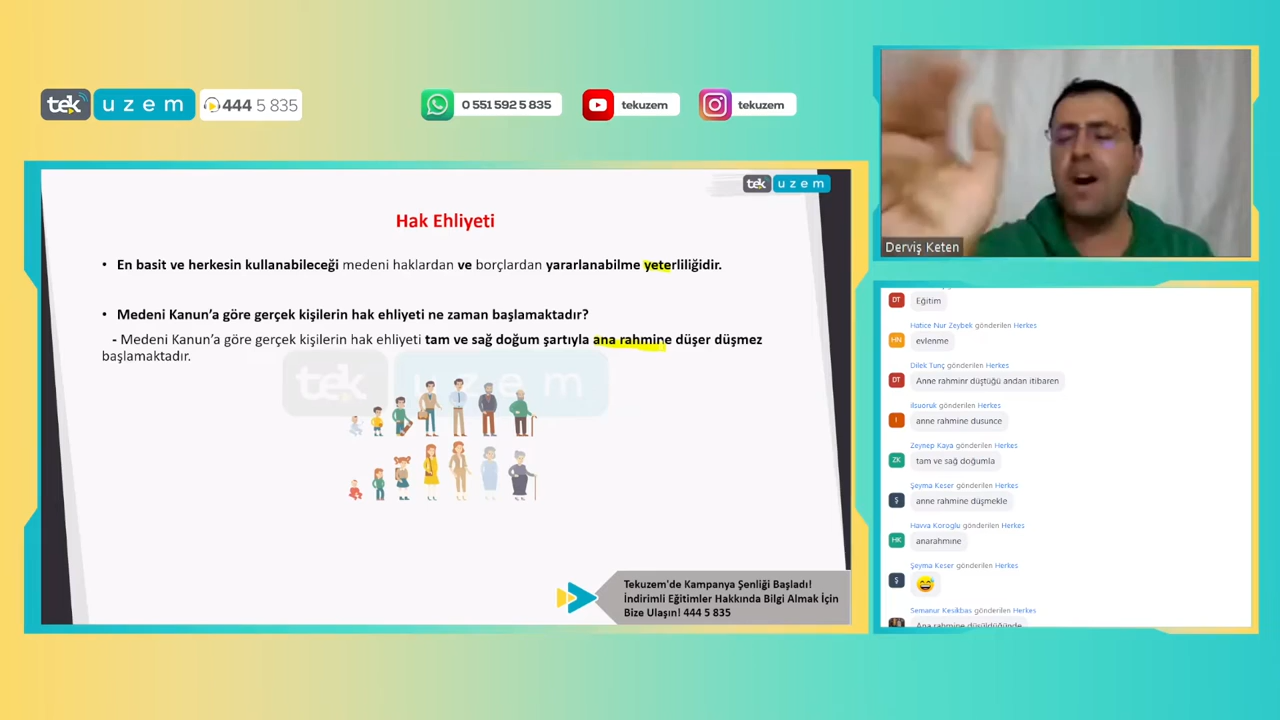 tek uzem 444 5 835
0 551 592 5 835
tekuzem
tekuzem
tek uzem
Hak Ehliyeti
• En basit ve herkesin kullanabileceği medeni haklardan ve borçlardan yararlanabilme yeterliliğidir.
• Medeni Kanun’a göre gerçek kişilerin hak ehliyeti ne zaman başlamaktadır?
- Medeni Kanun’a göre gerçek kişilerin hak ehliyeti tam ve sağ doğum şartıyla ana rahmine düşer düşmez
başlamaktadır.
tek uzem
Tekuzem'de Kampanya Şenliği Başladı!
İndirimli Eğitimler Hakkında Bilgi Almak İçin
Bize Ulaşın! 444 5 835
Derviş Keten
DT Eğitim
Hatice Nur Zeybek gönderilen Herkes
HN evlenme
Dilek Tunç gönderilen Herkes
DT Anne rahminr düştüğü andan itibaren
ilsuoruk gönderilen Herkes
I anne rahmine dusunce
Zeynep Kaya gönderilen Herkes
ZK tam ve sağ doğumla
Şeyma Keser gönderilen Herkes
Ş anne rahmine düşmekle
Havva Koroglu gönderilen Herkes
HK anarahmıne
Şeyma Keser gönderilen Herkes
Ş 😅
Semanur Kesikbas gönderilen Herkes
Ana rahmine düşüldüğünde